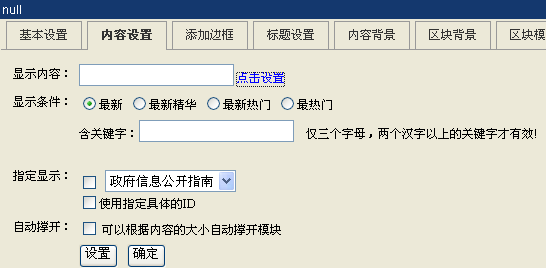 null
基本设置 内容设置 添加边框 标题设置 内容背景 区块背景 区块模
显示内容： 点击设置
显示条件： 最新 最新精华 最新热门 最热门
含关键字： 仅三个字母，两个汉字以上的关键字才有效!
指定显示： 政府信息公开指南
使用指定具体的ID
自动撑开： 可以根据内容的大小自动撑开模块
设置 确定